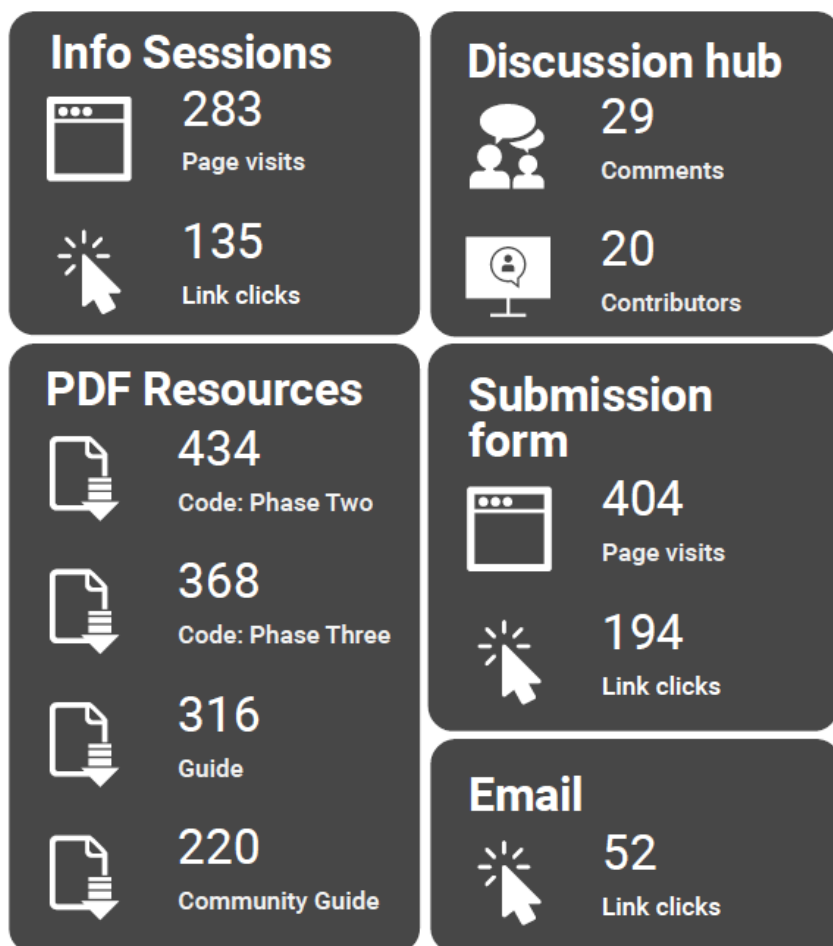 Info Sessions
283
Page visits
135
Link clicks
Discussion hub
29
Comments
20
Contributors
PDF Resources
434
Code: Phase Two
368
Code: Phase Three
316
Guide
220
Community Guide
Submission
form
404
Page visits
194
Link clicks
Email
52
Link clicks